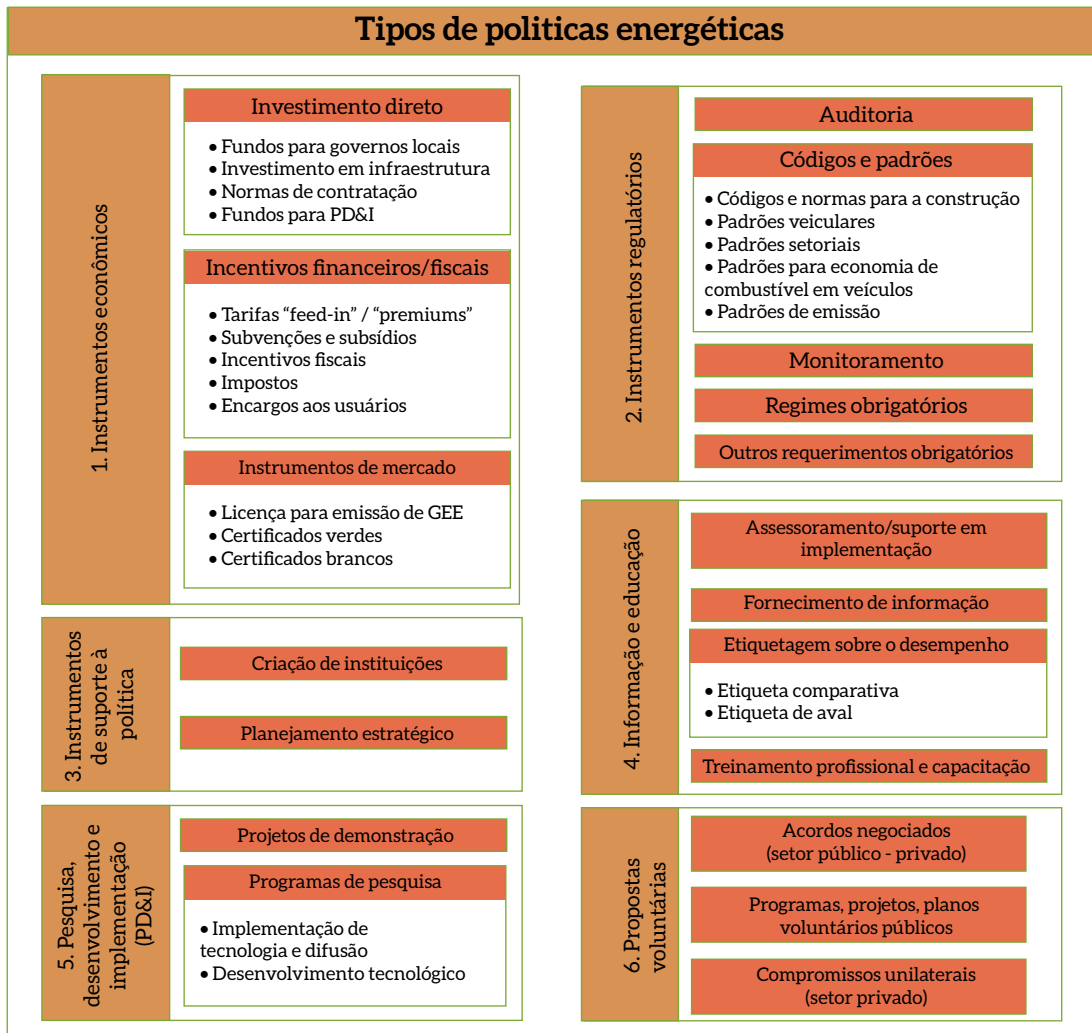 Tipos de politicas energéticas
1. Instrumentos econômicos
Investimento direto
• Fundos para governos locais
• Investimento em infraestrutura
• Normas de contratação
• Fundos para PD&I
Incentivos financeiros/fiscais
• Tarifas “feed-in” / “premiums”
• Subvenções e subsídios
• Incentivos fiscais
• Impostos
• Encargos aos usuários
Instrumentos de mercado
• Licença para emissão de GEE
• Certificados verdes
• Certificados brancos
2. Instrumentos regulatórios
Auditoria
Códigos e padrões
• Códigos e normas para a construção
• Padrões veiculares
• Padrões setoriais
• Padrões para economia de
combustível em veículos
• Padrões de emissão
Monitoramento
Regimes obrigatórios
Outros requerimentos obrigatórios
3. Instrumentos
de suporte à
política
Criação de instituições
Planejamento estratégico
4. Informação e educação
Assessoramento/suporte em
implementação
Fornecimento de informação
Etiquetagem sobre o desempenho
• Etiqueta comparativa
• Etiqueta de aval
Treinamento profissional e capacitação
5. Pesquisa,
desenvolvimento e
implementação
(PD&I)
Projetos de demonstração
Programas de pesquisa
• Implementação de
tecnologia e difusão
• Desenvolvimento tecnológico
6. Propostas
voluntárias
Acordos negociados
(setor público - privado)
Programas, projetos, planos
voluntários públicos
Compromissos unilaterais
(setor privado)